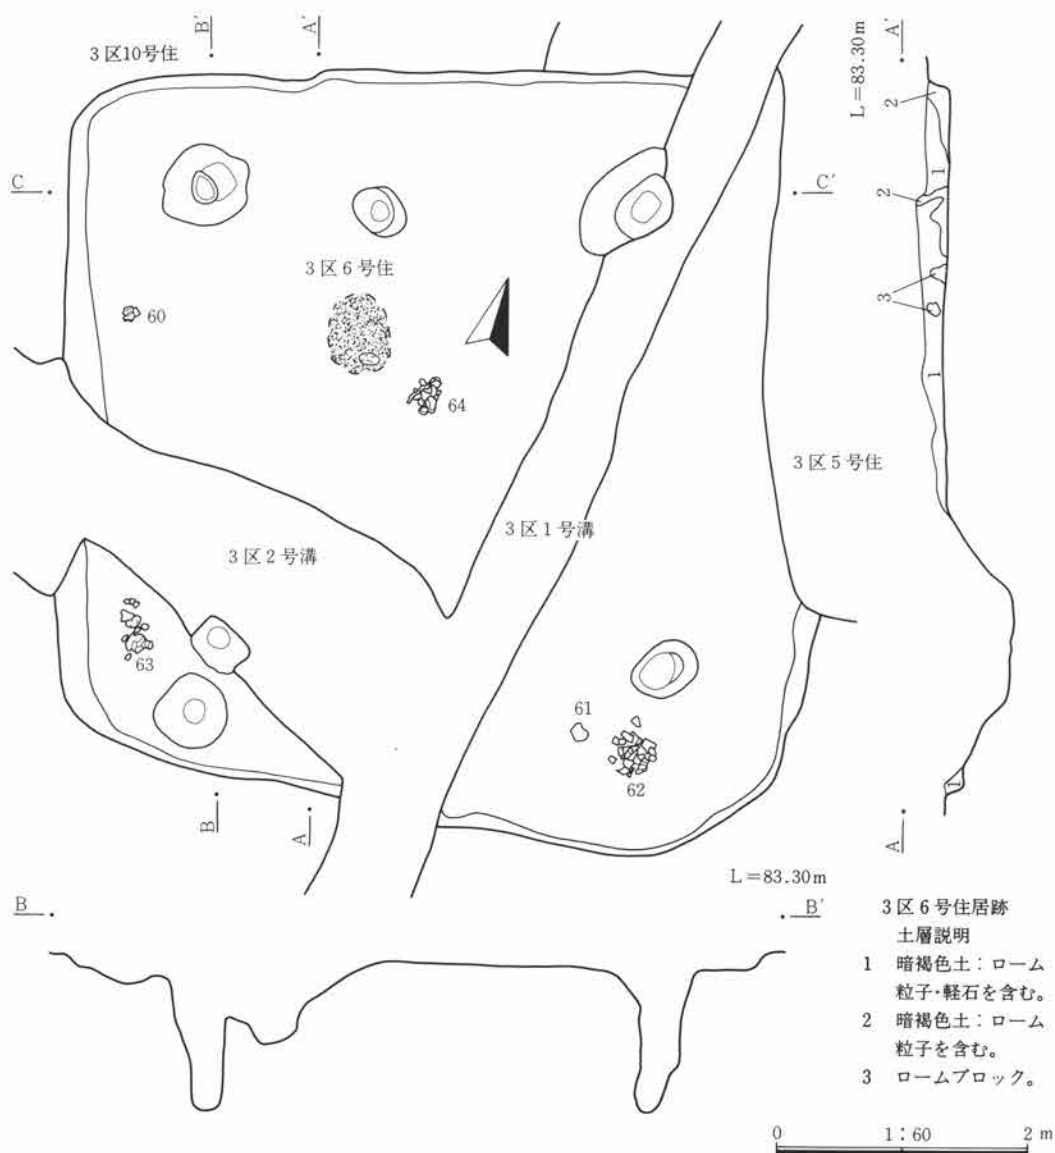 B′
A′
3区10号住
A′
L=83.30m
2
C
C′
1
2
3区6号住
3
60
64
1
3区5号住
3区1号溝
3区2号溝
63
61
62
1
B
A
A
L=83.30m
B
B′
3区6号住居跡
土層説明
1 暗褐色土：ローム
粒子・軽石を含む。
2 暗褐色土：ローム
粒子を含む。
3 ロームブロック。
0 1：60 2m